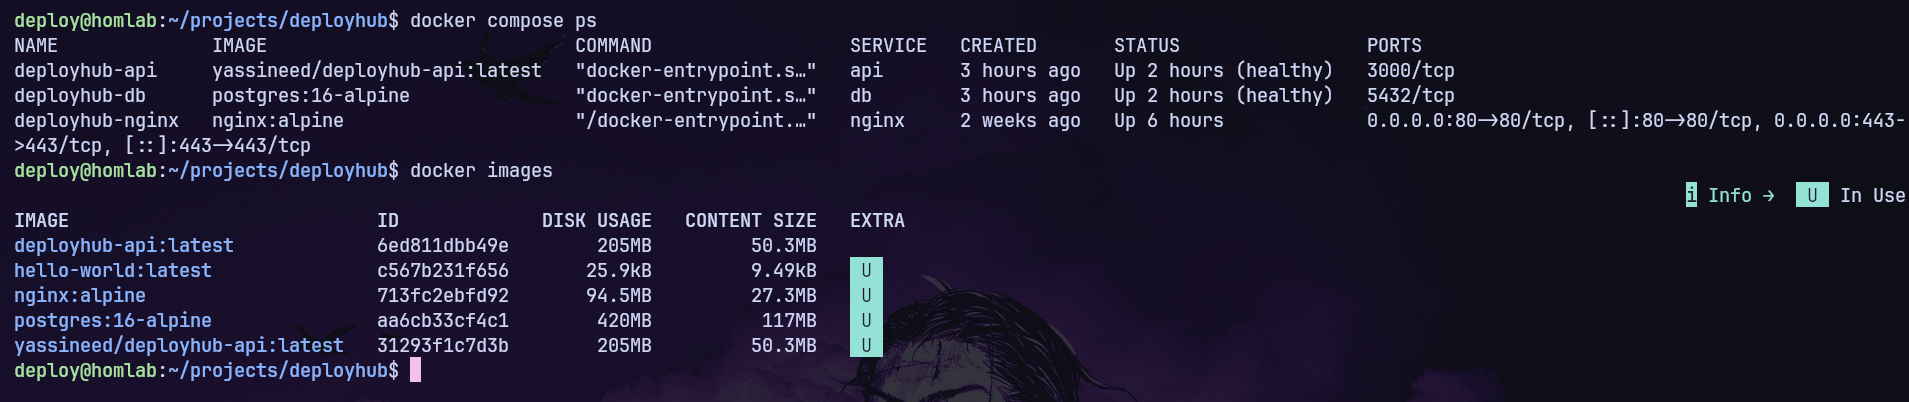 deploy@homlab:~/projects/deployhub$ docker compose ps
NAME              IMAGE                            COMMAND                  SERVICE   CREATED       STATUS                 PORTS
deployhub-api     yassineed/deployhub-api:latest   "docker-entrypoint.s…"   api       3 hours ago   Up 2 hours (healthy)   3000/tcp
deployhub-db      postgres:16-alpine               "docker-entrypoint.s…"   db        3 hours ago   Up 2 hours (healthy)   5432/tcp
deployhub-nginx   nginx:alpine                     "/docker-entrypoint.…"   nginx     2 weeks ago   Up 6 hours             0.0.0.0:80->80/tcp, [::]:80->80/tcp, 0.0.0.0:443-
>443/tcp, [::]:443->443/tcp
deploy@homlab:~/projects/deployhub$ docker images
i Info →   U  In Use
IMAGE                            ID             DISK USAGE   CONTENT SIZE   EXTRA
deployhub-api:latest             6ed811dbb49e        205MB         50.3MB
hello-world:latest               c567b231f656       25.9kB         9.49kB    U
nginx:alpine                     713fc2ebfd92       94.5MB         27.3MB    U
postgres:16-alpine               aa6cb33cf4c1        420MB          117MB    U
yassineed/deployhub-api:latest   31293f1c7d3b        205MB         50.3MB    U
deploy@homlab:~/projects/deployhub$